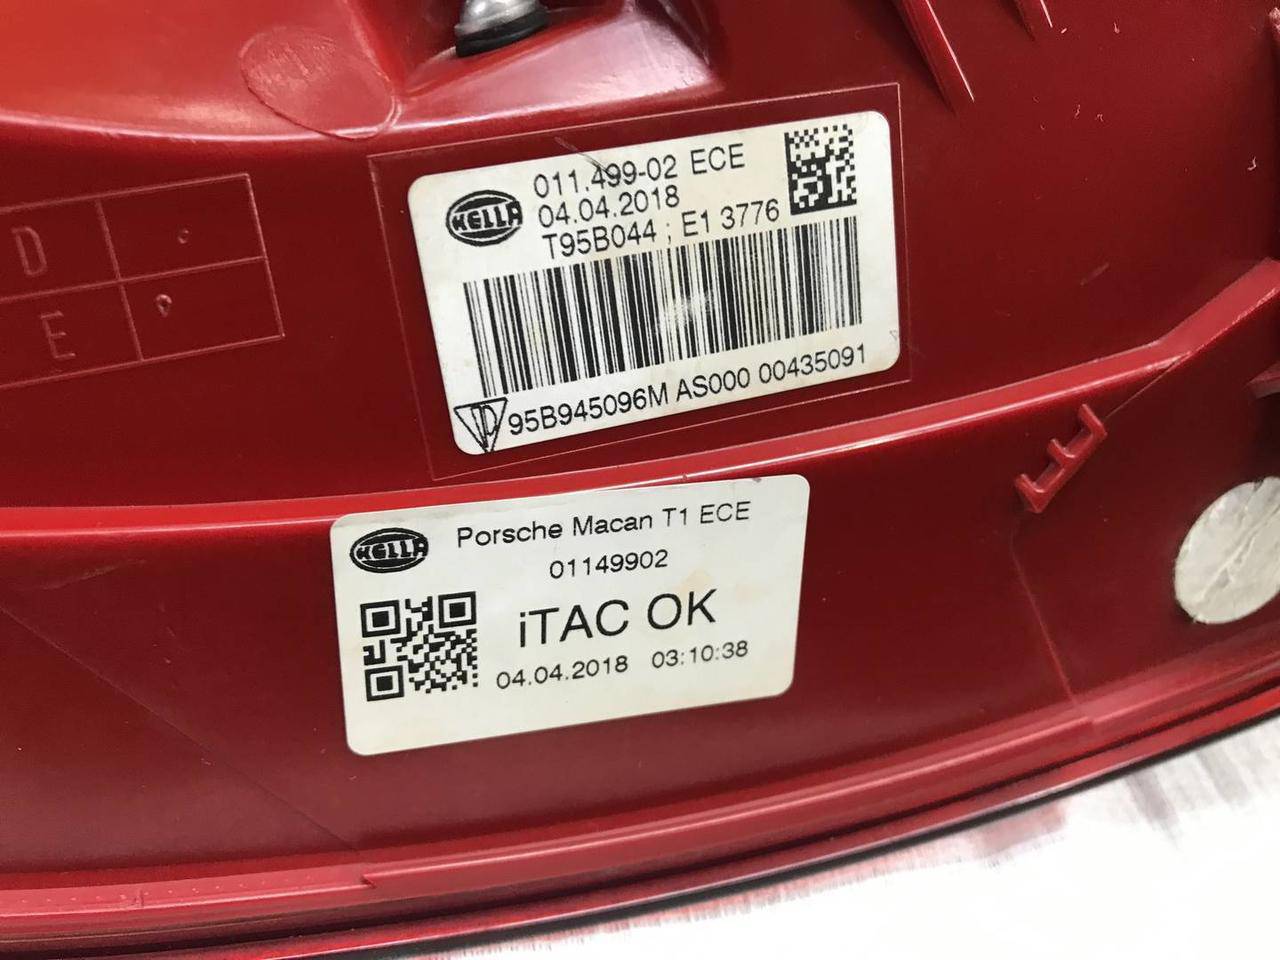 D
E
HELLA
011.499-02 ECE
04.04.2018
T95B044 ; E1 3776
95B945096M AS000 00435091
HELLA
Porsche Macan T1 ECE
01149902
iTAC OK
04.04.2018 03:10:38